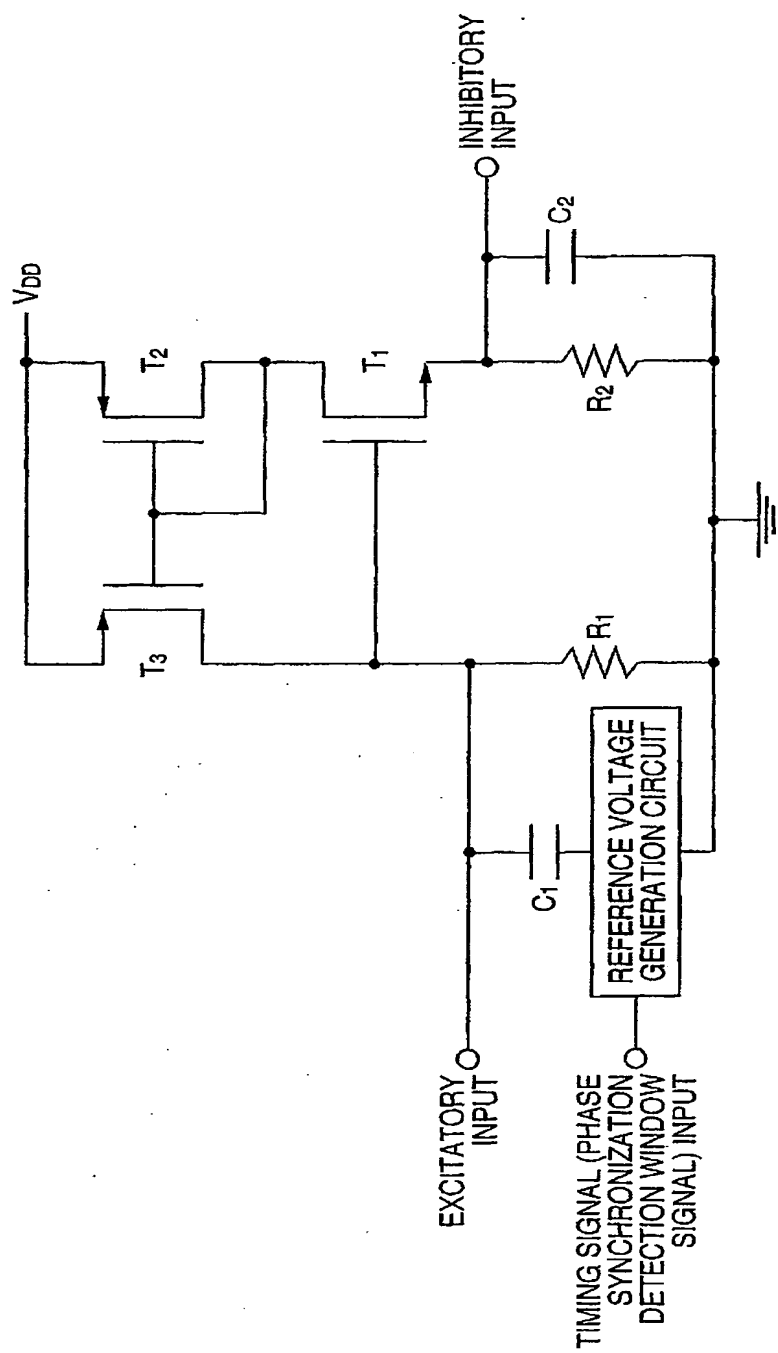 VDD
T3
T2
T1
EXCITATORY
INPUT
INHIBITORY
INPUT
C1
R1
R2
C2
REFERENCE VOLTAGE
GENERATION CIRCUIT
TIMING SIGNAL (PHASE
SYNCHRONIZATION
DETECTION WINDOW
SIGNAL) INPUT